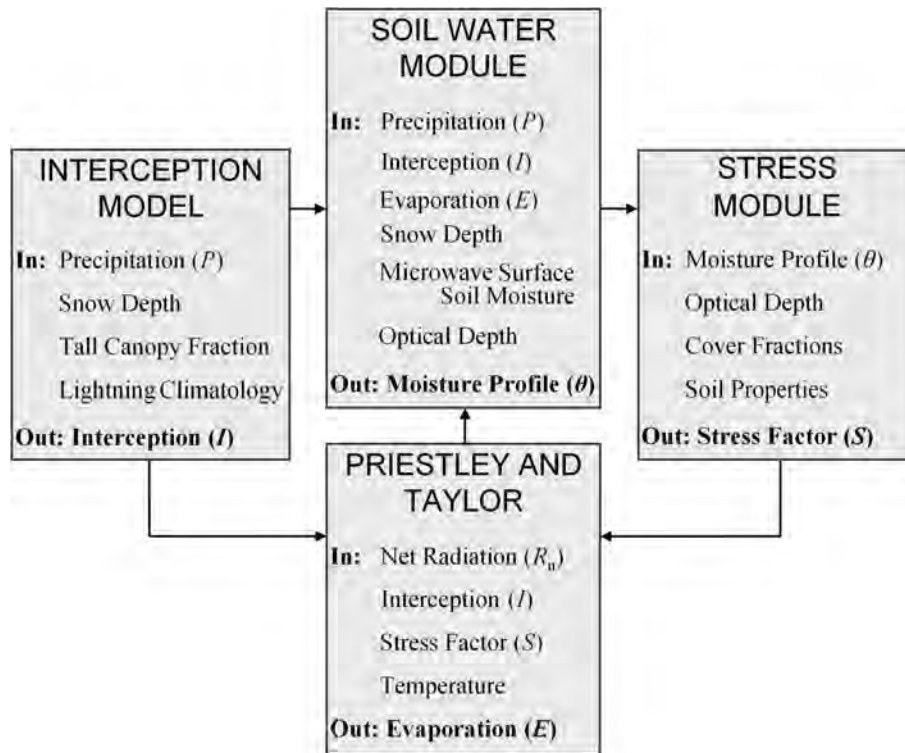 INTERCEPTION
MODEL
In: Precipitation (P)
Snow Depth
Tall Canopy Fraction
Lightning Climatology
Out: Interception (I)
SOIL WATER
MODULE
In: Precipitation (P)
Interception (I)
Evaporation (E)
Snow Depth
Microwave Surface
Soil Moisture
Optical Depth
Out: Moisture Profile (θ)
STRESS
MODULE
In: Moisture Profile (θ)
Optical Depth
Cover Fractions
Soil Properties
Out: Stress Factor (S)
PRIESTLEY AND
TAYLOR
In: Net Radiation (Rn)
Interception (I)
Stress Factor (S)
Temperature
Out: Evaporation (E)